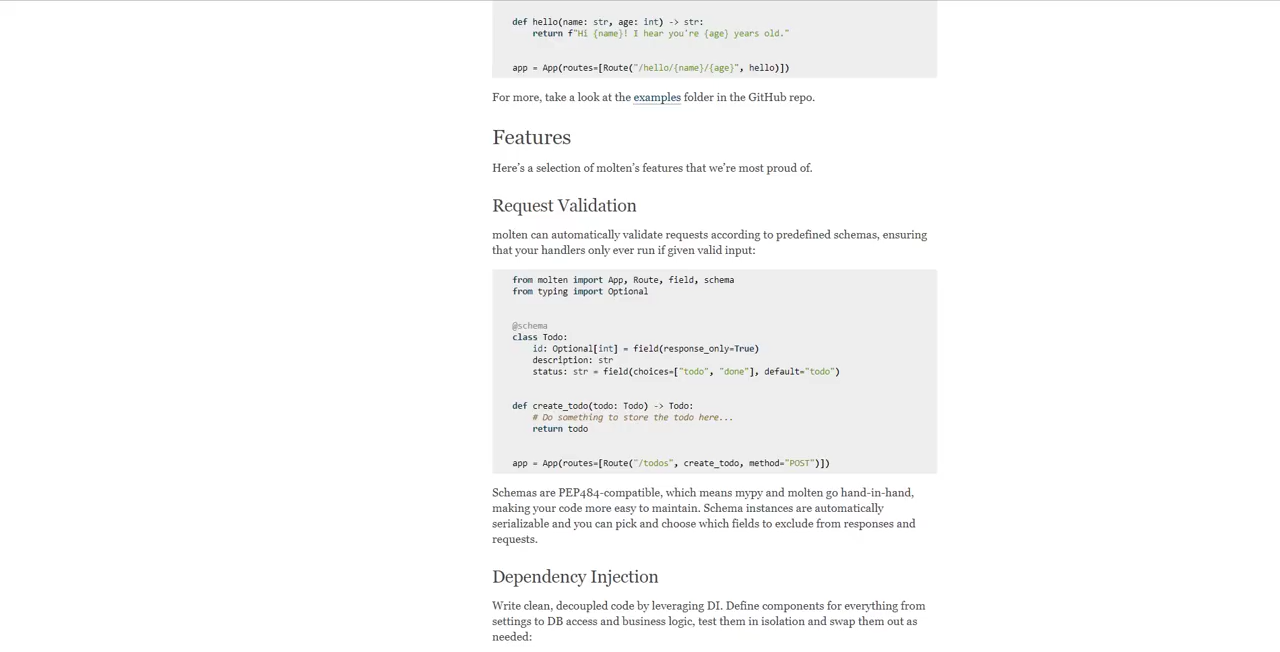 def hello(name: str, age: int) -> str:
    return f"Hi {name}! I hear you're {age} years old."
app = App(routes=[Route("/hello/{name}/{age}", hello)])
For more, take a look at the examples folder in the GitHub repo.
Features
Here's a selection of molten's features that we're most proud of.
Request Validation
molten can automatically validate requests according to predefined schemas, ensuring
that your handlers only ever run if given valid input:
from molten import App, Route, field, schema
from typing import Optional
@schema
class Todo:
    id: Optional[int] = field(response_only=True)
    description: str
    status: str = field(choices=["todo", "done"], default="todo")
def create_todo(todo: Todo) -> Todo:
    # Do something to store the todo here...
    return todo
app = App(routes=[Route("/todos", create_todo, method="POST")])
Schemas are PEP484-compatible, which means mypy and molten go hand-in-hand,
making your code more easy to maintain. Schema instances are automatically
serializable and you can pick and choose which fields to exclude from responses and
requests.
Dependency Injection
Write clean, decoupled code by leveraging DI. Define components for everything from
settings to DB access and business logic, test them in isolation and swap them out as
needed: